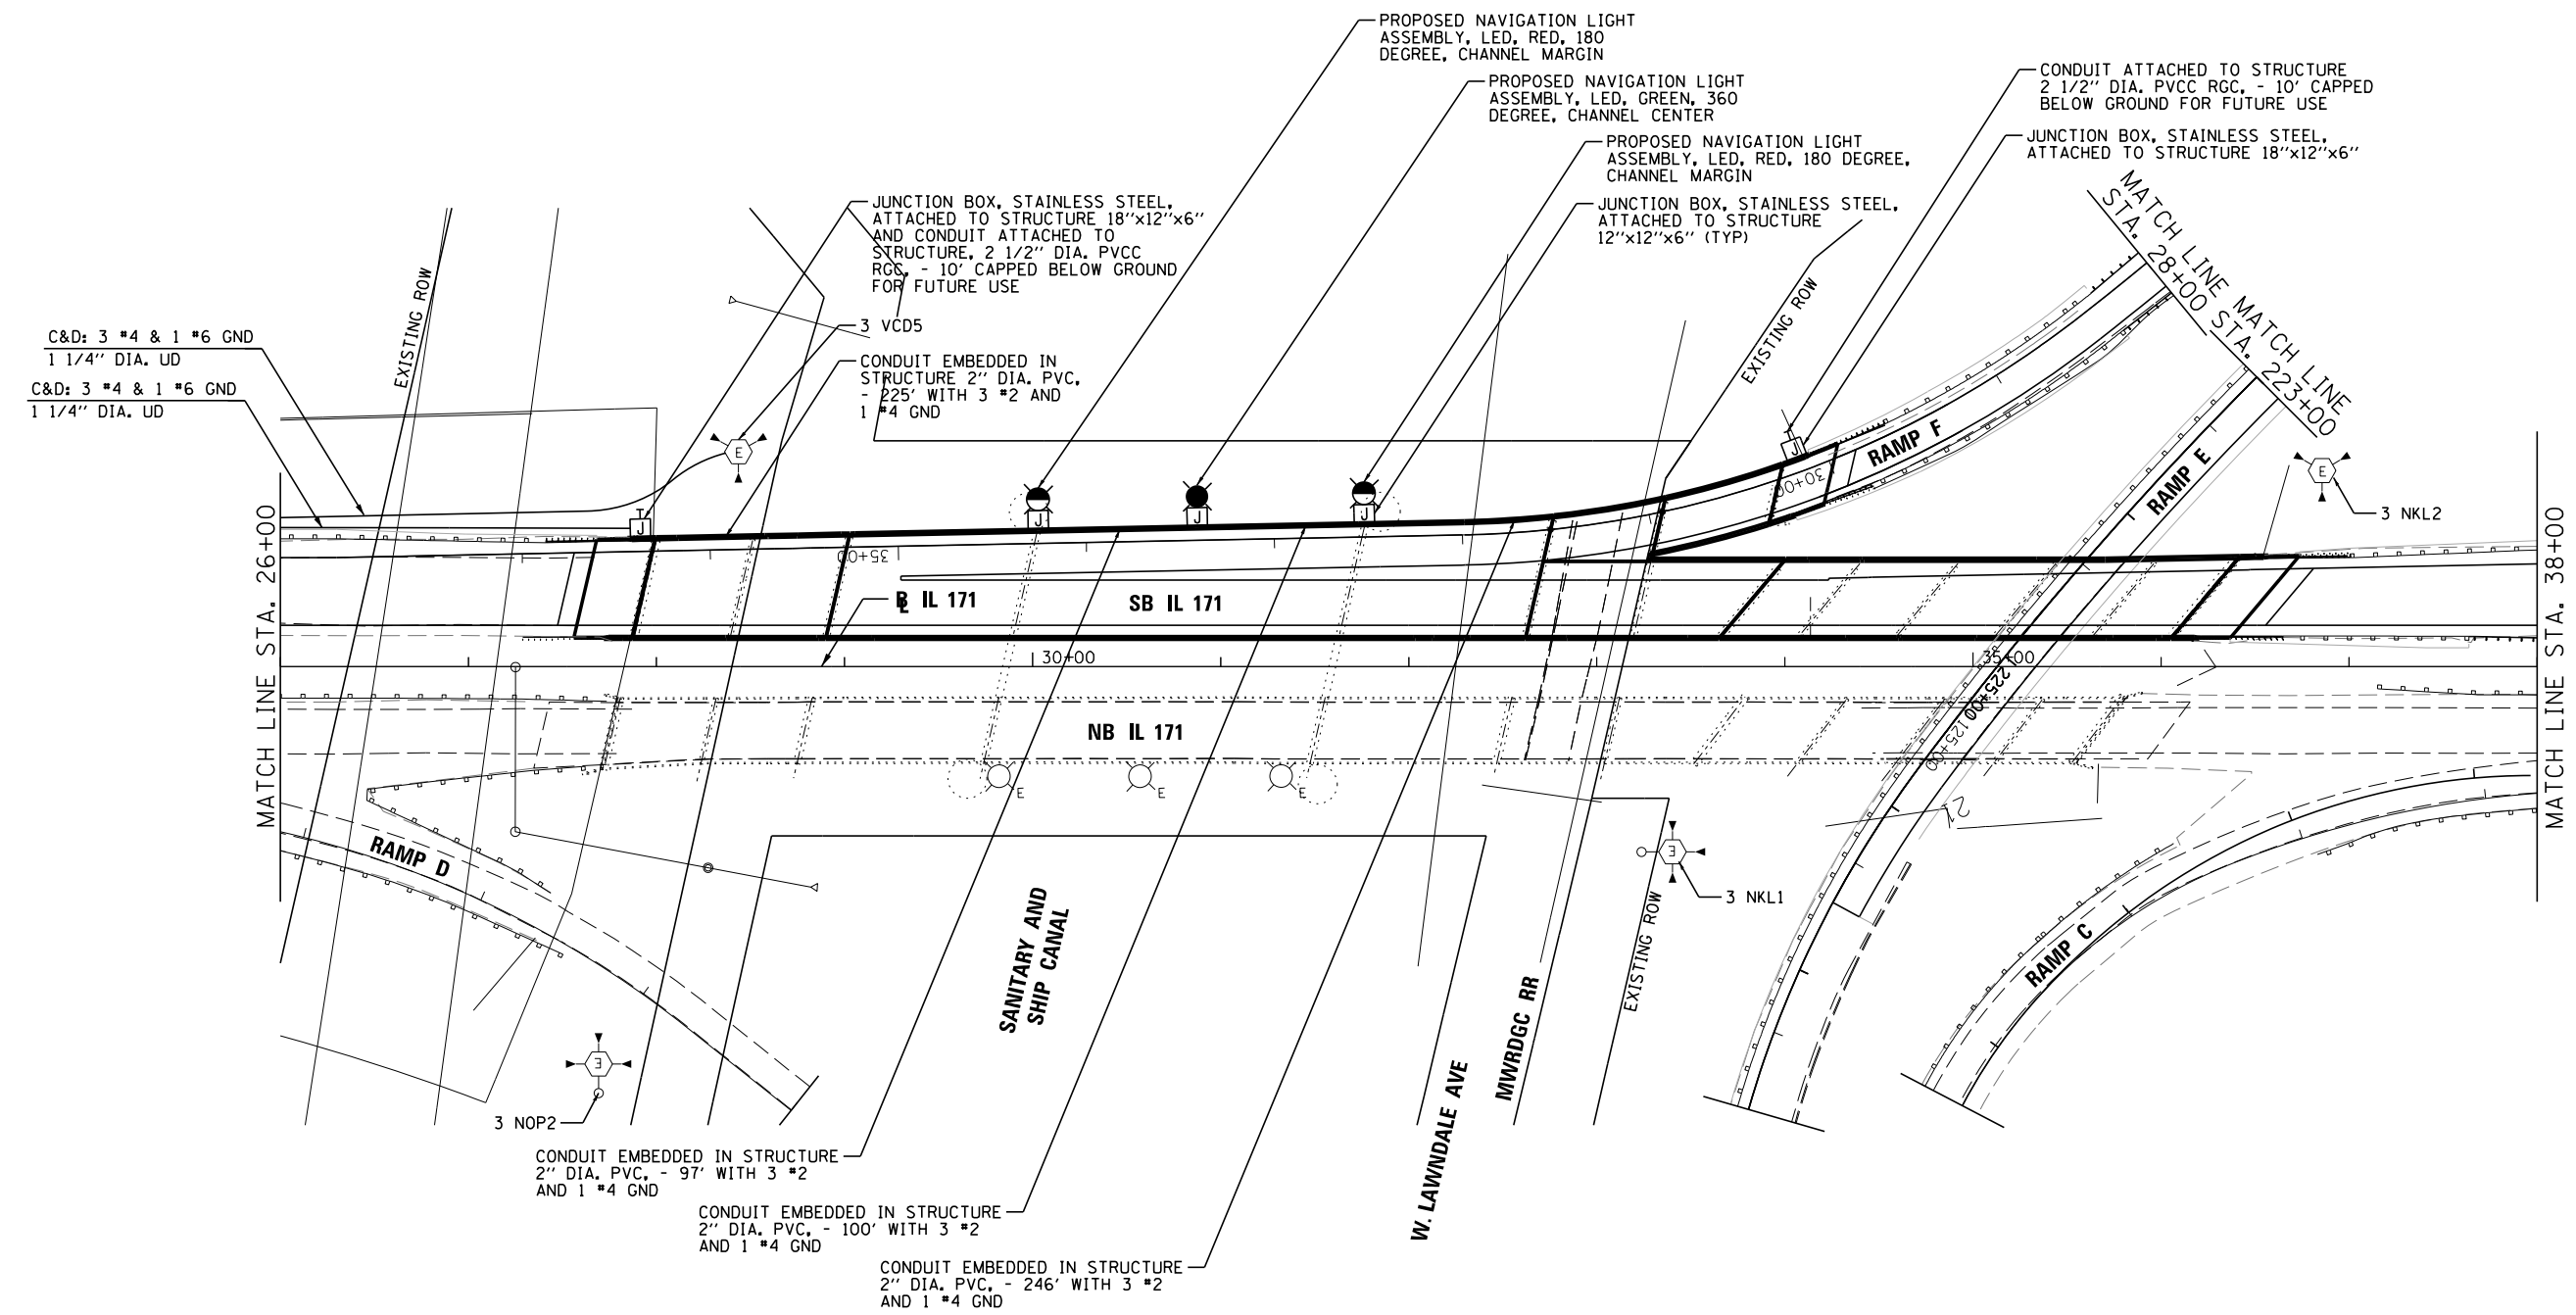 PROPOSED NAVIGATION LIGHT
ASSEMBLY, LED, RED, 180
DEGREE, CHANNEL MARGIN
PROPOSED NAVIGATION LIGHT
ASSEMBLY, LED, GREEN, 360
DEGREE, CHANNEL CENTER
PROPOSED NAVIGATION LIGHT
ASSEMBLY, LED, RED, 180 DEGREE,
CHANNEL MARGIN
JUNCTION BOX, STAINLESS STEEL,
ATTACHED TO STRUCTURE
12"x12"x6" (TYP)
CONDUIT ATTACHED TO STRUCTURE
2 1/2" DIA. PVCC RGC, - 10' CAPPED
BELOW GROUND FOR FUTURE USE
JUNCTION BOX, STAINLESS STEEL,
ATTACHED TO STRUCTURE 18"x12"x6"
MATCH LINE
STA. 28+00
MATCH LINE
STA. 223+00
JUNCTION BOX, STAINLESS STEEL,
ATTACHED TO STRUCTURE 18"x12"x6"
AND CONDUIT ATTACHED TO
STRUCTURE, 2 1/2" DIA. PVCC
RGC, - 10' CAPPED BELOW GROUND
FOR FUTURE USE
3 VCD5
CONDUIT EMBEDDED IN
STRUCTURE 2" DIA. PVC,
- 225' WITH 3 #2 AND
1 #4 GND
C&D: 3 #4 & 1 #6 GND
1 1/4" DIA. UD
C&D: 3 #4 & 1 #6 GND
1 1/4" DIA. UD
EXISTING ROW
EXISTING ROW
E
J
J
J
J
J
RAMP F
30+00
RAMP E
E
3 NKL2
MATCH LINE STA. 26+00
MATCH LINE STA. 38+00
35+00
℄ IL 171
SB IL 171
30+00
35+00
225+00
125+00
NB IL 171
E
E
E
21
RAMP D
SANITARY AND
SHIP CANAL
E
3 NKL1
EXISTING ROW
RAMP C
E
3 NOP2
W. LAWNDALE AVE
MWRDGC RR
CONDUIT EMBEDDED IN STRUCTURE
2" DIA. PVC, - 97' WITH 3 #2
AND 1 #4 GND
CONDUIT EMBEDDED IN STRUCTURE
2" DIA. PVC, - 100' WITH 3 #2
AND 1 #4 GND
CONDUIT EMBEDDED IN STRUCTURE
2" DIA. PVC, - 246' WITH 3 #2
AND 1 #4 GND